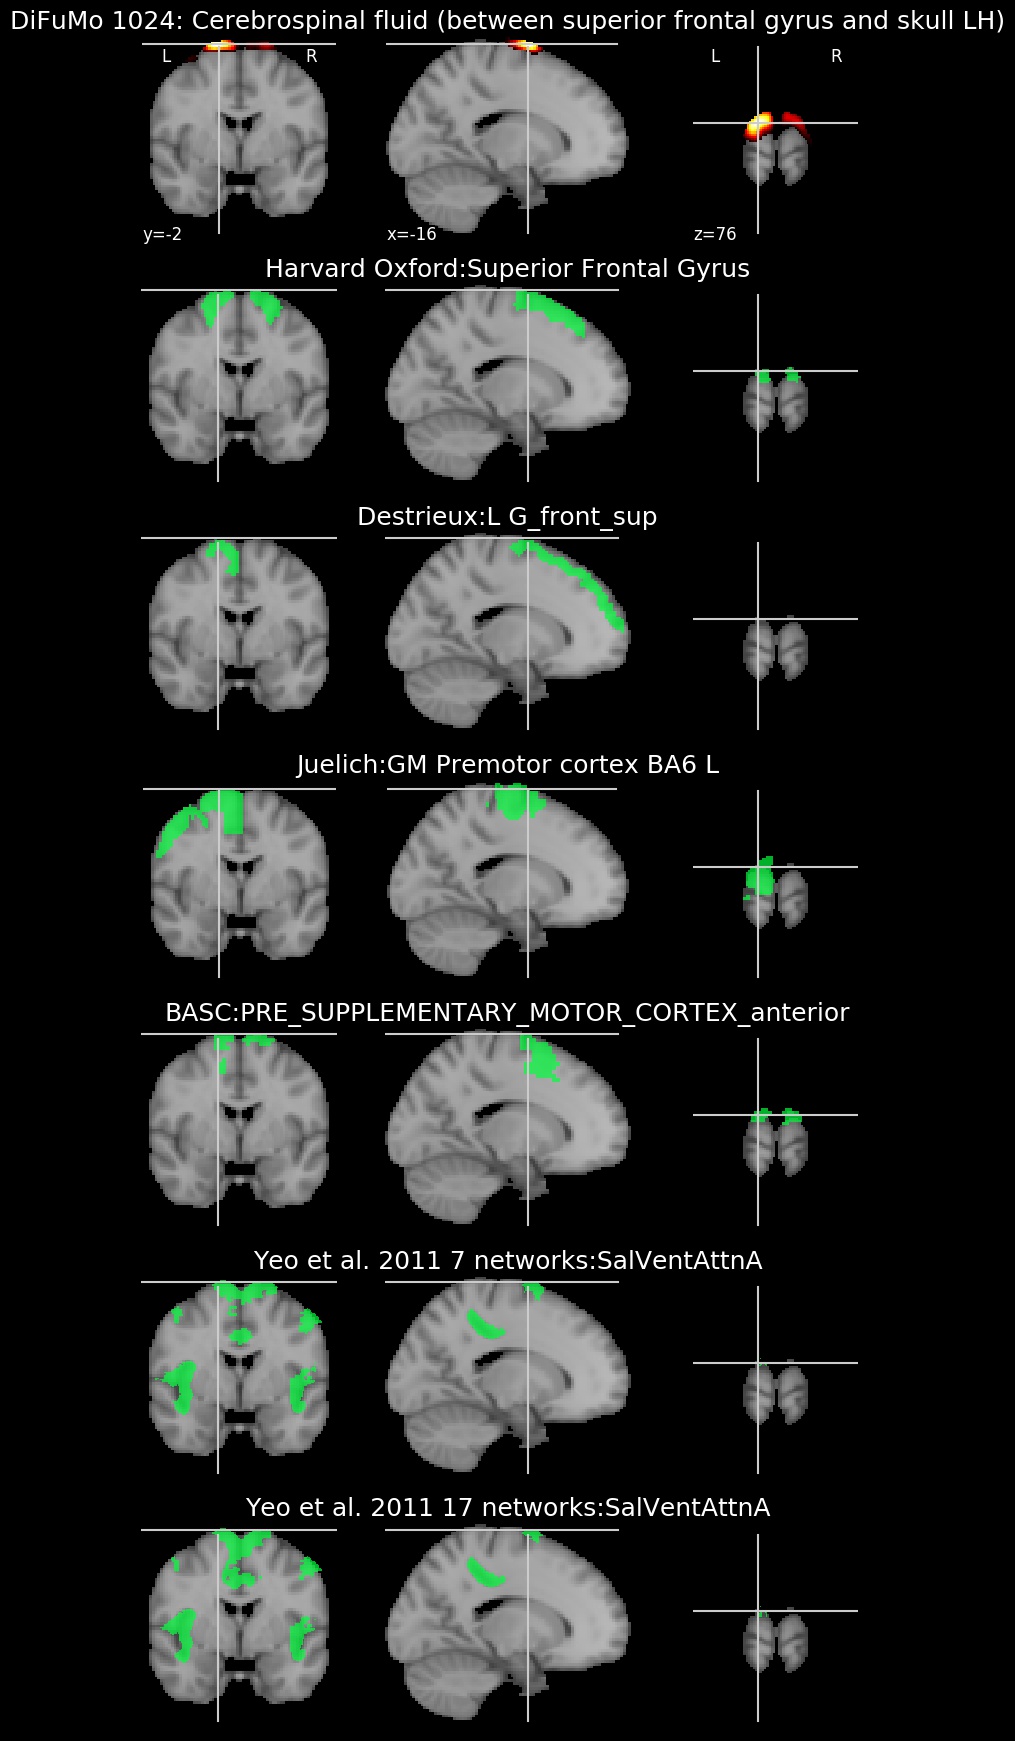 DiFuMo 1024: Cerebrospinal fluid (between superior frontal gyrus and skull LH)
L R L R
y=-2 x=-16 z=76
Harvard Oxford:Superior Frontal Gyrus
Destrieux:L G_front_sup
Juelich:GM Premotor cortex BA6 L
BASC:PRE_SUPPLEMENTARY_MOTOR_CORTEX_anterior
Yeo et al. 2011 7 networks:SalVentAttnA
Yeo et al. 2011 17 networks:SalVentAttnA